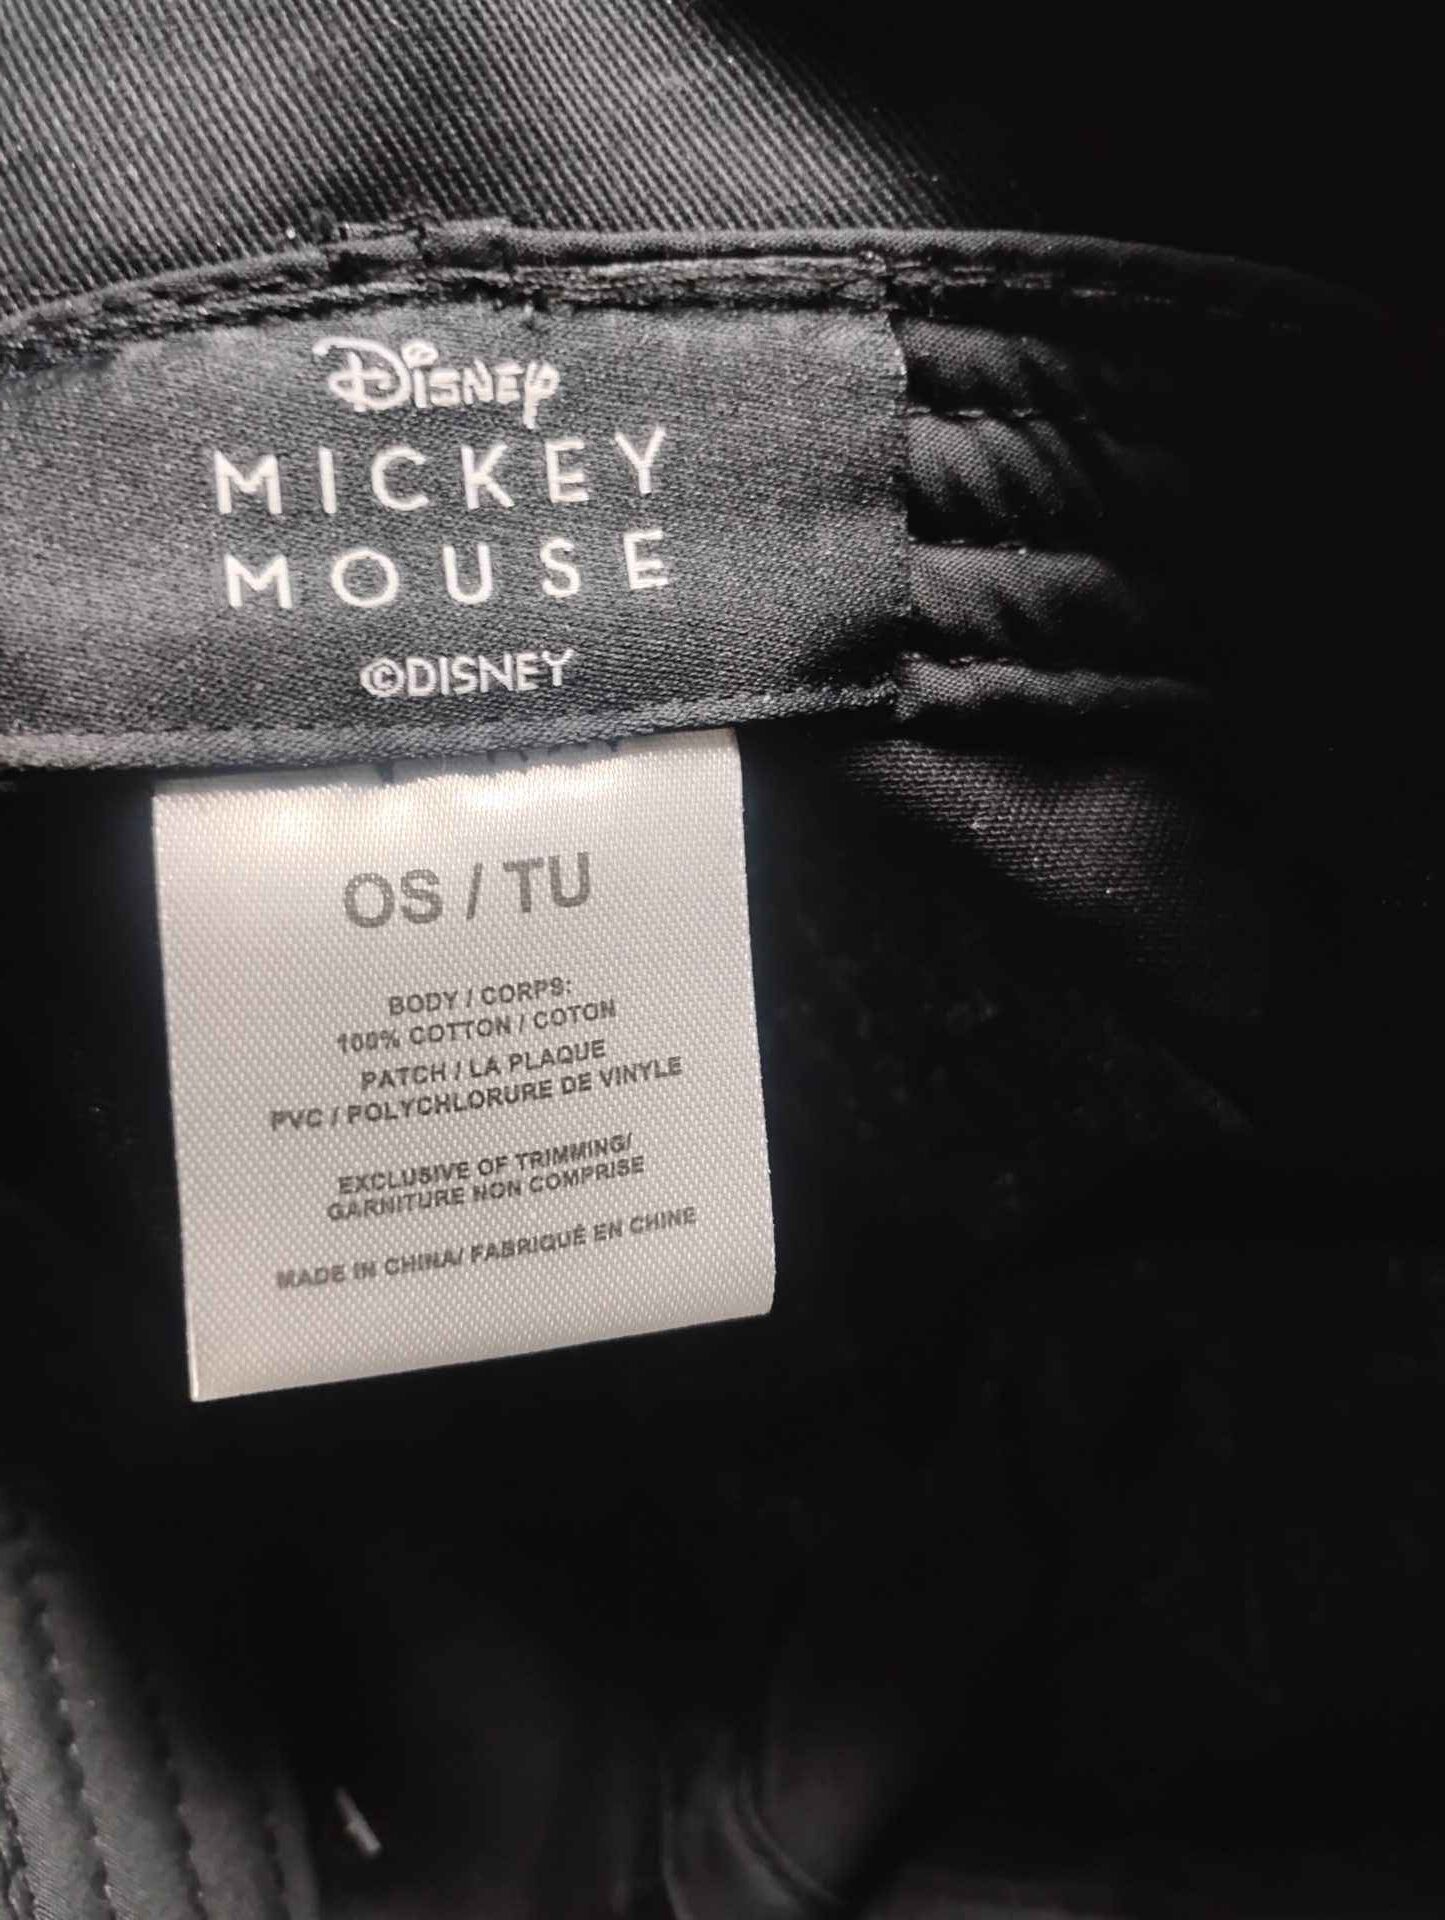 Disney
MICKEY
MOUSE
©DISNEY
OS / TU
BODY / CORPS:
100% COTTON / COTON
PATCH / LA PLAQUE
PVC / POLYCHLORURE DE VINYLE
EXCLUSIVE OF TRIMMING/
GARNITURE NON COMPRISE
MADE IN CHINA/ FABRIQUÉ EN CHINE